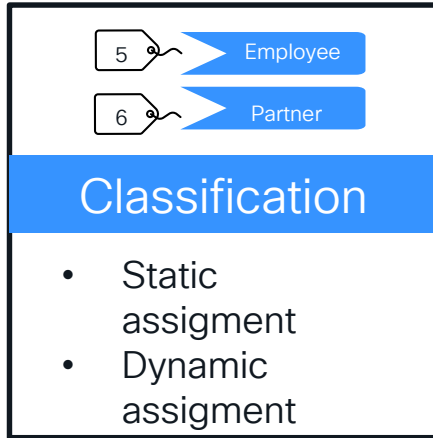 5 Employee
6 Partner
Classification
• Static
assigment
• Dynamic
assigment